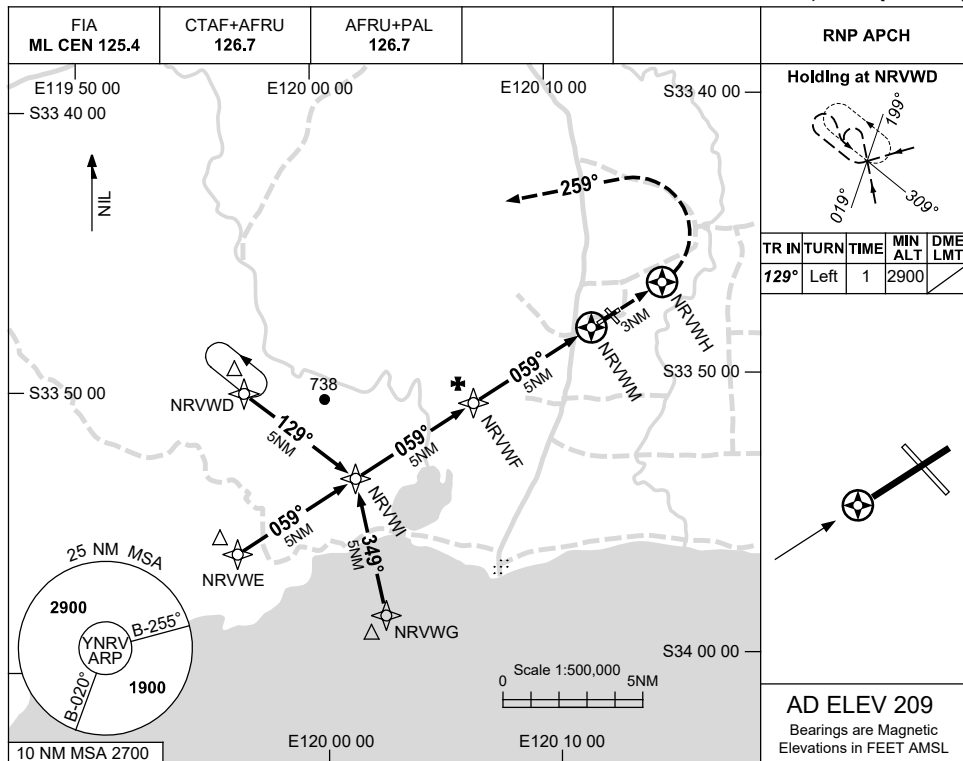 FIA
ML CEN 125.4
CTAF+AFRU
126.7
AFRU+PAL
126.7
RNP APCH
E119 50 00
E120 00 00
E120 10 00
S33 40 00
S33 40 00
NIL
259°
Holding at NRVWD
199°
019°
309°
TR IN
TURN
TIME
MIN
ALT
DME
LMT
129°
Left
1
2900
NRVWH
3NM
NRVWM
S33 50 00
S33 50 00
738
NRVWD
129°
5NM
059°
5NM
NRVWF
059°
5NM
NRVWI
059°
5NM
349°
5NM
NRVWE
NRVWG
25 NM MSA
2900
B-255°
YNRV
ARP
B-020°
1900
10 NM MSA 2700
S34 00 00
Scale 1:500,000
0
5NM
E120 00 00
E120 10 00
AD ELEV 209
Bearings are Magnetic
Elevations in FEET AMSL